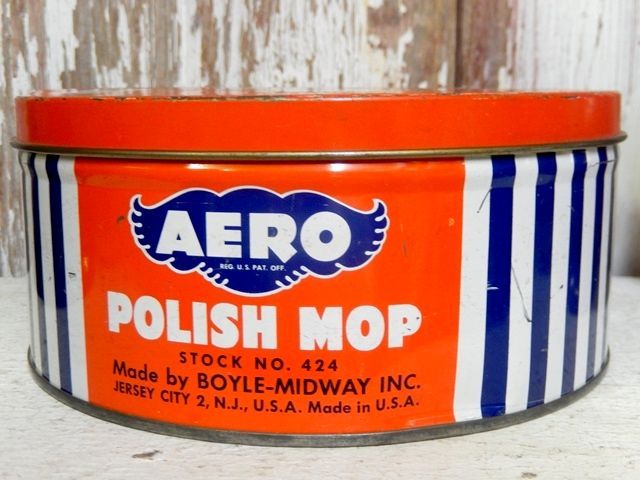 AERO
REG. U.S. PAT. OFF.
POLISH MOP
STOCK NO. 424
Made by BOYLE-MIDWAY INC.
JERSEY CITY 2, N.J., U.S.A. Made in U.S.A.